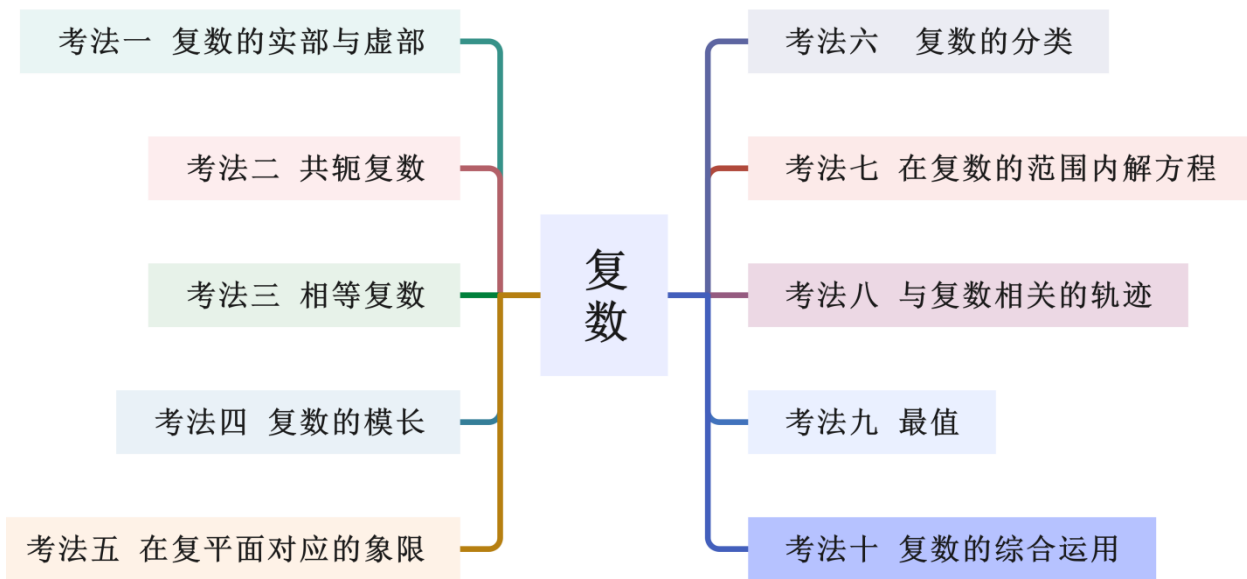 考法一 复数的实部与虚部
考法二 共轭复数
考法三 相等复数
考法四 复数的模长
考法五 在复平面对应的象限
复
数
考法六 复数的分类
考法七 在复数的范围内解方程
考法八 与复数相关的轨迹
考法九 最值
考法十 复数的综合运用